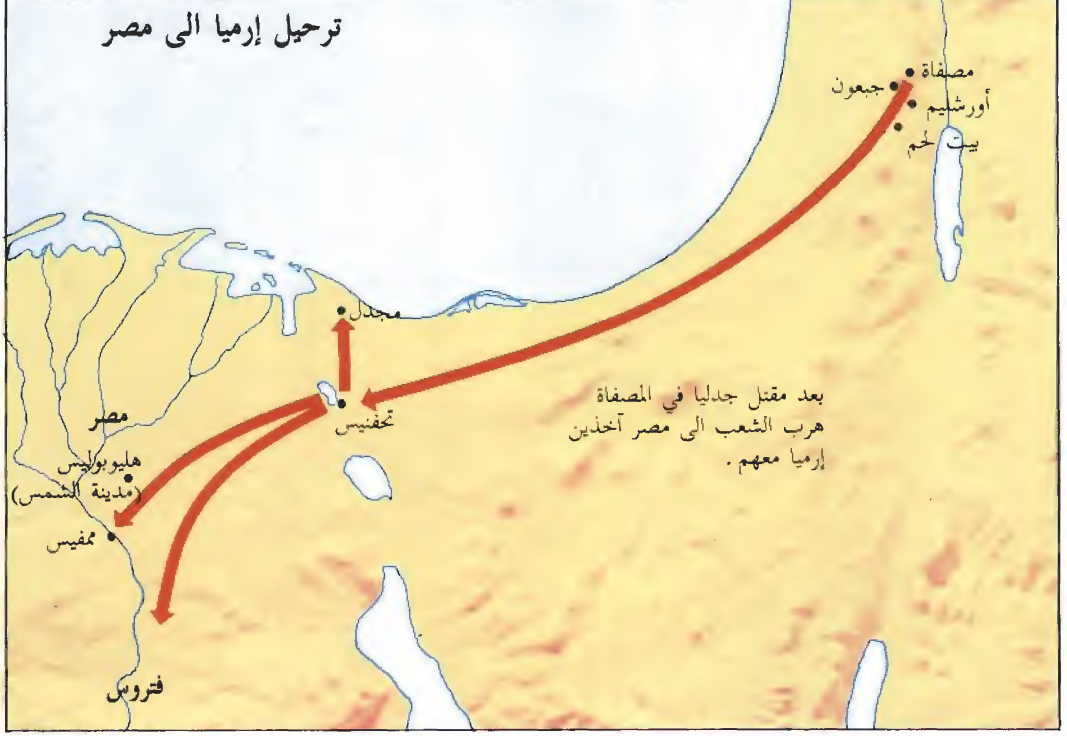 ترحيل إرميا الى مصر
مصفاة
جبعون
أورشليم
بيت لحم
مجدل
تحفنيس
بعد مقتل جدليا في المصفاة
هرب الشعب الى مصر آخذين
إرميا معهم .
مصر
هليوبوليس
(مدينة الشمس)
ممفيس
فتروس